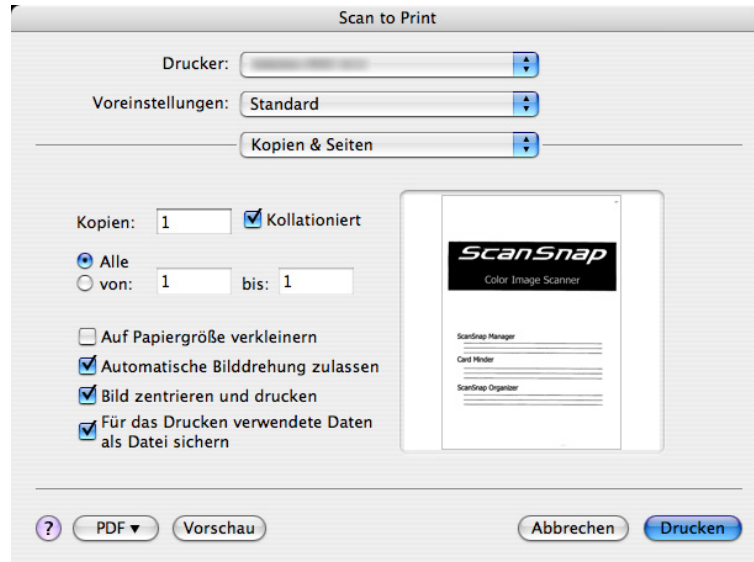 Scan to Print
Drucker:
Voreinstellungen: Standard
Kopien & Seiten
Kopien: 1 Kollationiert
Alle
von: 1 bis: 1
Auf Papiergröße verkleinern
Automatische Bilddrehung zulassen
Bild zentrieren und drucken
Für das Drucken verwendete Daten
als Datei sichern
ScanSnap
Color Image Scanner
ScanSnap Manager
Card Minder
ScanSnap Organizer
? PDF Vorschau Abbrechen Drucken